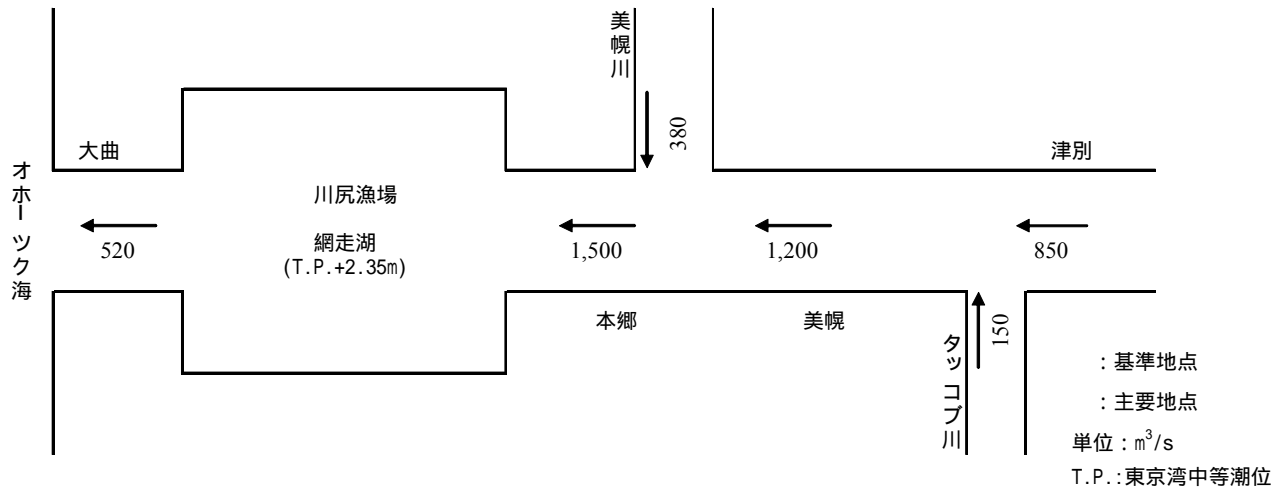 美幌川
380
大曲
津別
オホーツク海
川尻漁場
520
網走湖
(T.P.+2.35m)
1,500
1,200
850
本郷
美幌
タッコブ川
150
:基準地点
:主要地点
単位:m³/s
T.P.:東京湾中等潮位